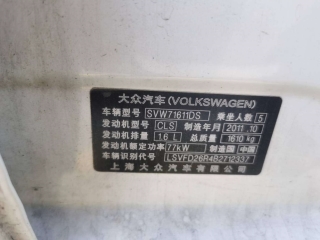 大众汽车(VOLKSWAGEN)
车辆型号 SVW71611DS 乘坐人数 5
发动机型号 CLS 制造年月 2011.10
发动机排量 1.6 L 总质量 1610 kg
发动机额定功率 77kW 制造国 中国
车辆识别代号 LSVFD26R4B2712337
上海大众汽车有限公司